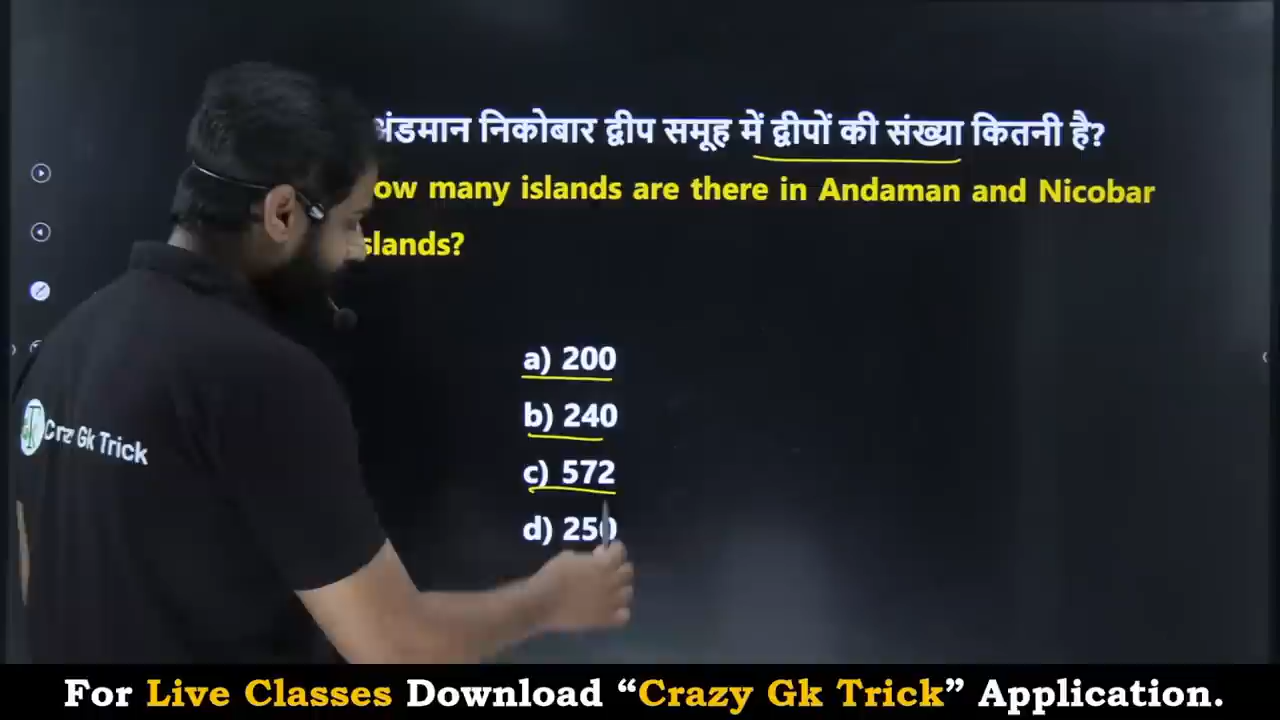 अंडमान निकोबार द्वीप समूह में द्वीपों की संख्या कितनी है?
ow many islands are there in Andaman and Nicobar
slands?
a) 200
b) 240
c) 572
d) 250
Crazy Gk Trick
For Live Classes Download “Crazy Gk Trick” Application.